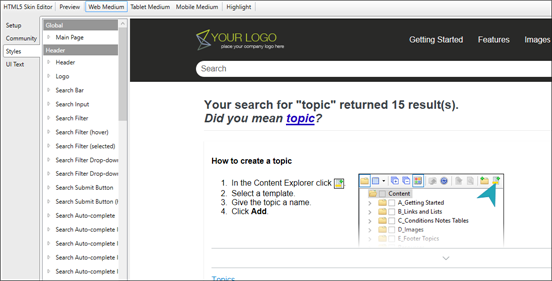 HTML5 Skin Editor Preview Web Medium Tablet Medium Mobile Medium Highlight
Setup
Community
Styles
UI Text
Global
Main Page
Header
Header
Logo
Search Bar
Search Input
Search Filter
Search Filter (hover)
Search Filter (selected)
Search Filter Drop-down
Search Filter Drop-down
Search Submit Button
Search Submit Button (
Search Auto-complete
Search Auto-complete
Search Auto-complete
Search Auto-complete
YOUR LOGO
place your company logo here
Getting Started Features Images
Search
Your search for "topic" returned 15 result(s).
Did you mean topic?
How to create a topic
1. In the Content Explorer click
2. Select a template.
3. Give the topic a name.
4. Click Add.
Content
A_Getting Started
B_Links and Lists
C_Conditions Notes Tables
D_Images
E_Footer Topics
Topics